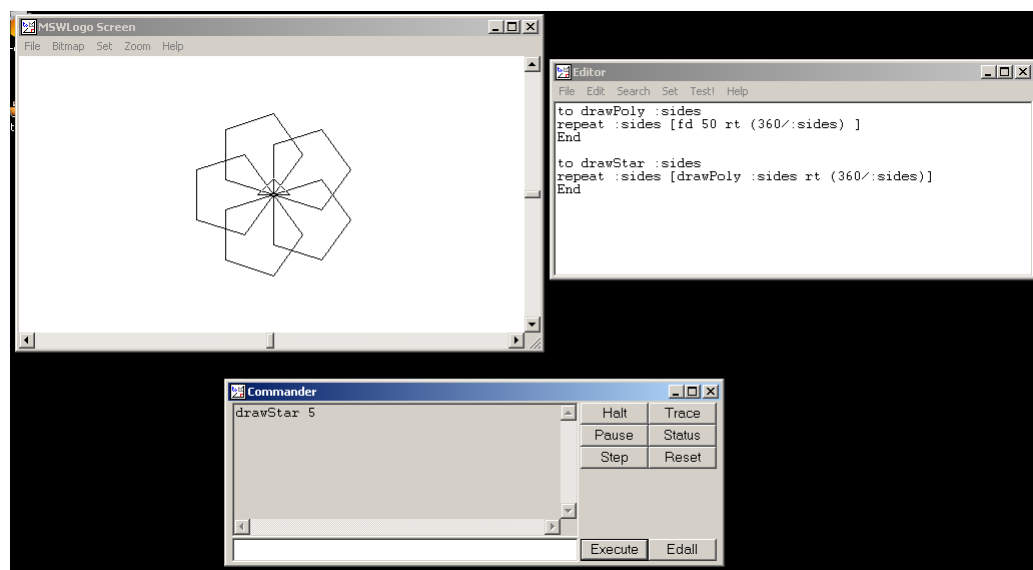 MSWLogo Screen
File Bitmap Set Zoom Help
Editor
File Edit Search Set Test! Help
to drawPoly :sides
repeat :sides [fd 50 rt (360/:sides) ]
End
to drawStar :sides
repeat :sides [drawPoly :sides rt (360/:sides)]
End
Commander
drawStar 5
Halt Trace
Pause Status
Step Reset
Execute Edall